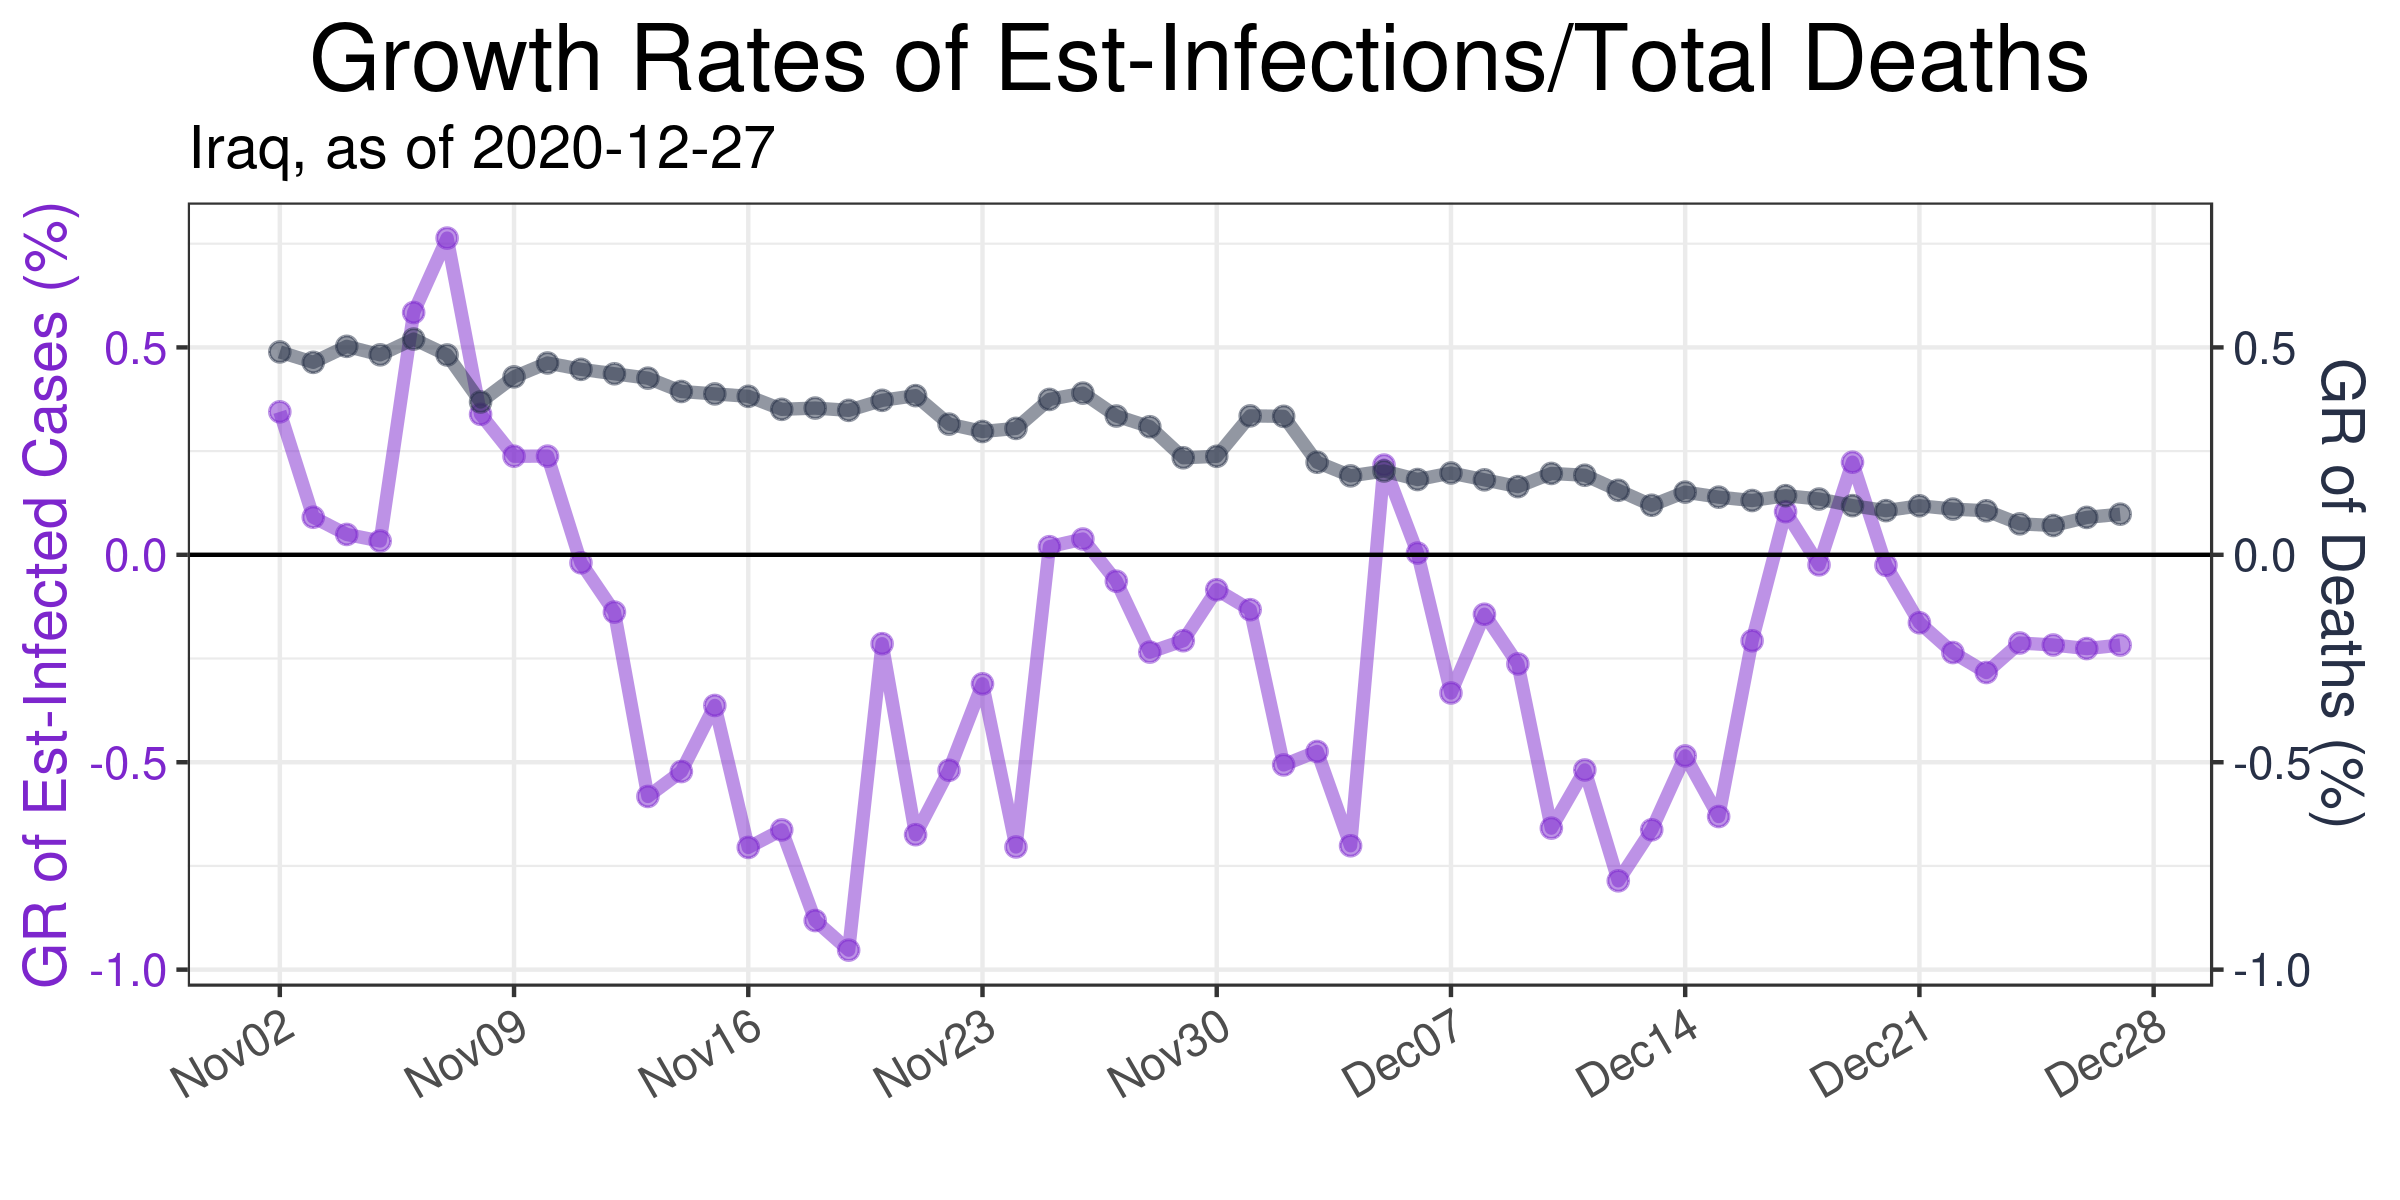 Growth Rates of Est-Infections/Total Deaths
Iraq, as of 2020-12-27
GR of Est-Infected Cases (%)
0.5
0.0
-0.5
-1.0
0.5
0.0
-0.5
-1.0
GR of Deaths (%)
Nov02
Nov09
Nov16
Nov23
Nov30
Dec07
Dec14
Dec21
Dec28